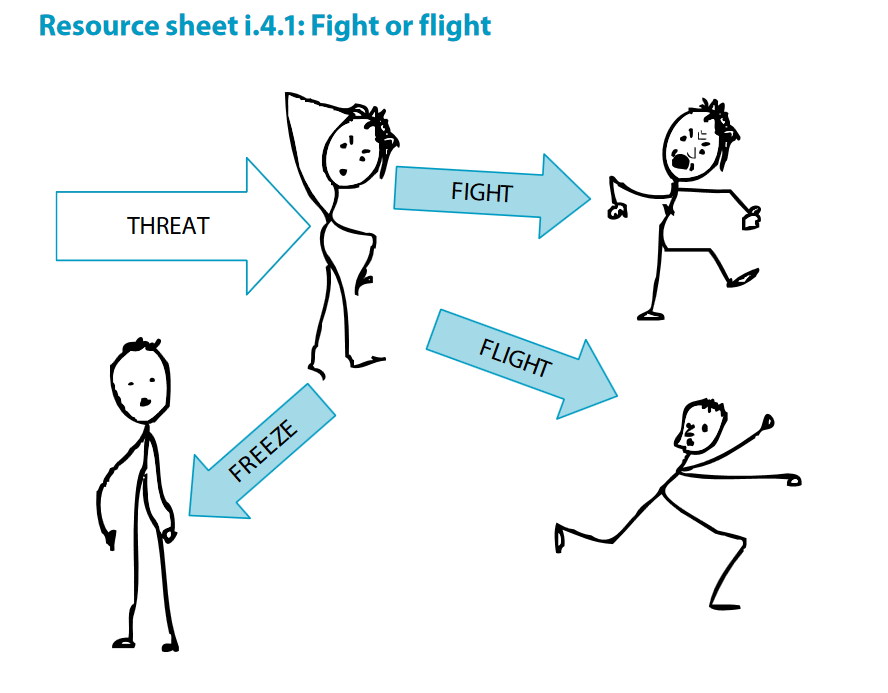 Resource sheet i.4.1: Fight or flight
THREAT
FIGHT
FLIGHT
FREEZE